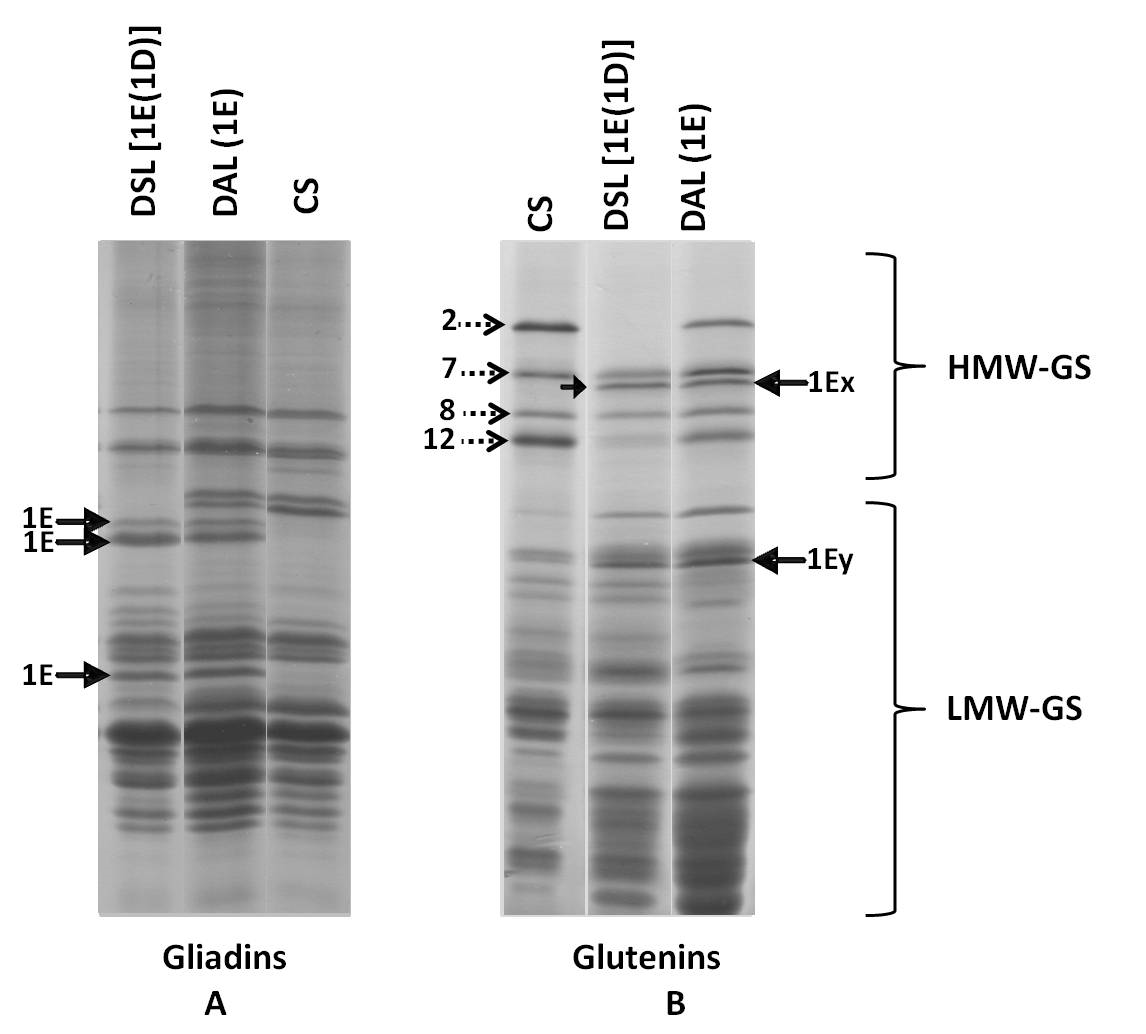 DSL [1E(1D)]
DAL (1E)
CS
CS
DSL [1E(1D)]
DAL (1E)
2
7
8
12
1Ex
HMW-GS
1E
1E
1E
1Ey
LMW-GS
Gliadins
A
Glutenins
B